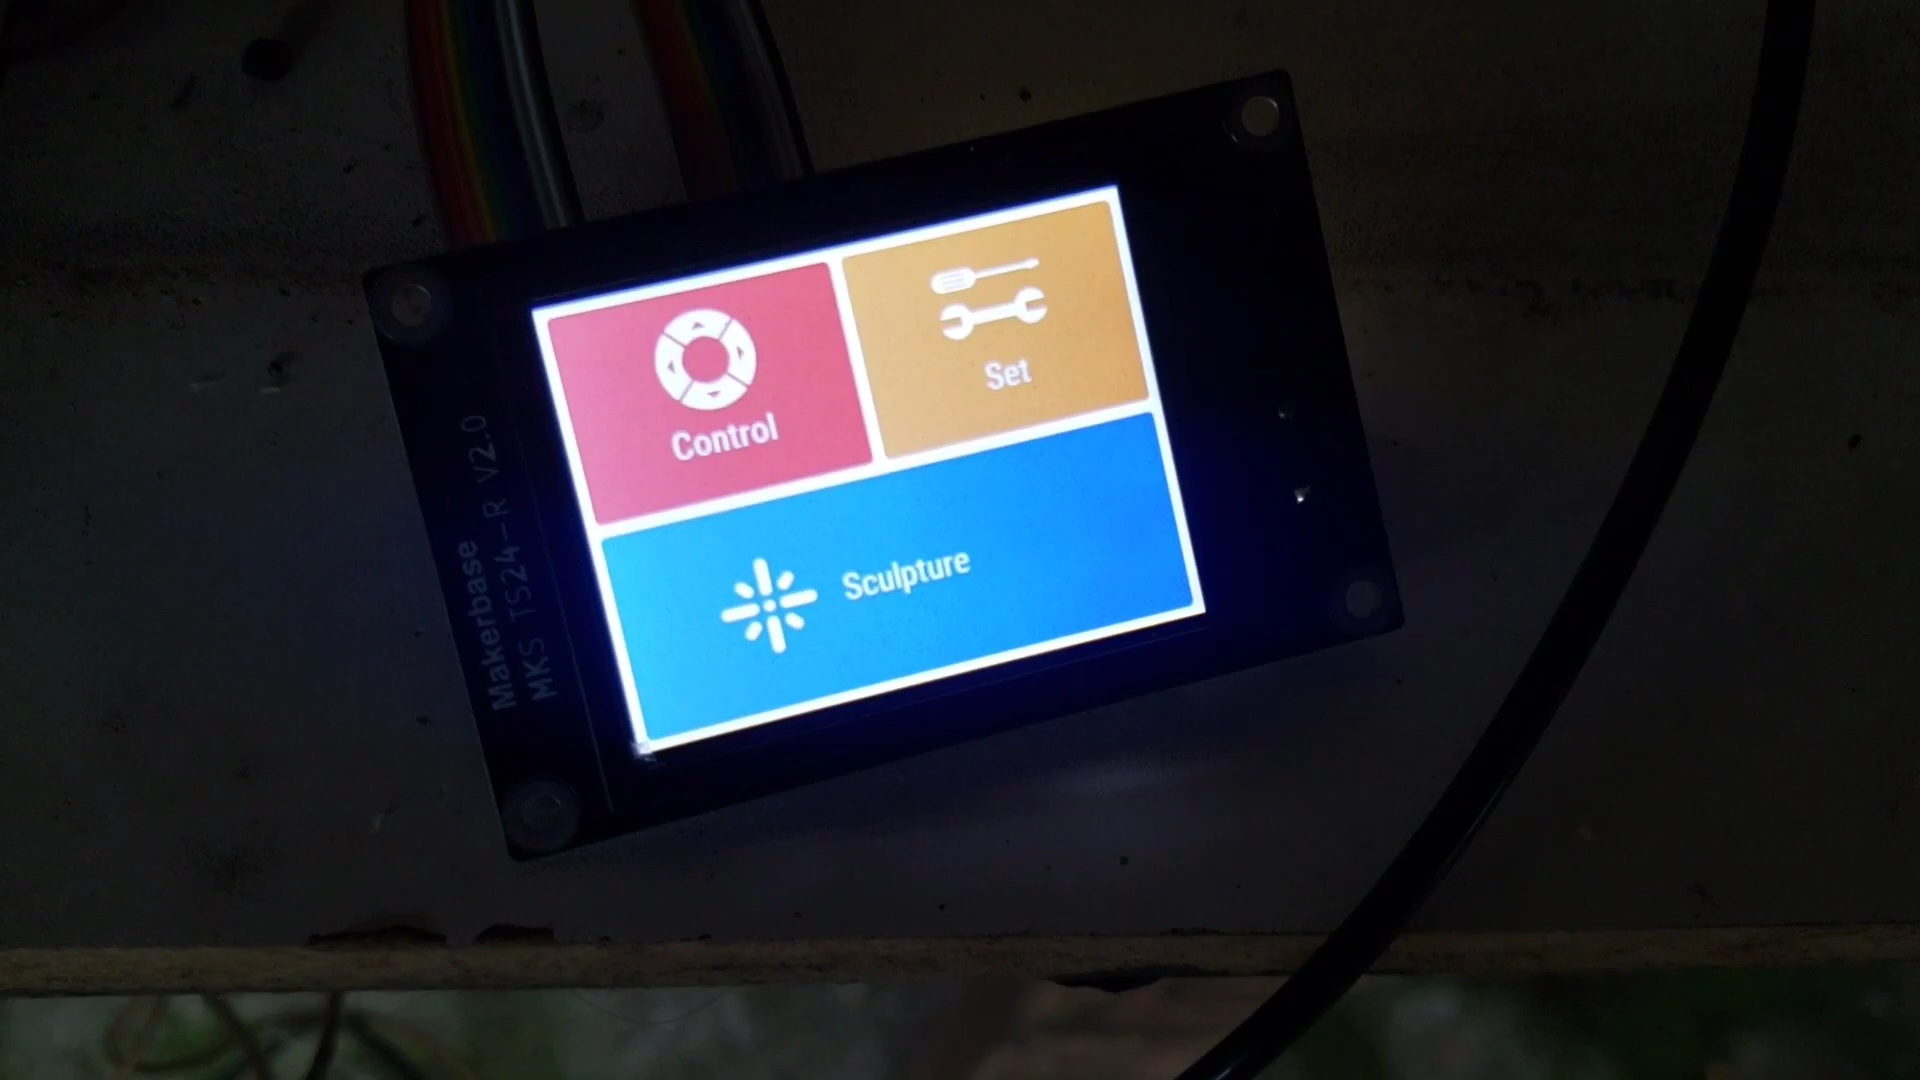 Control
Set
Sculpture
Makerbase
MKS TS24-R V2.0